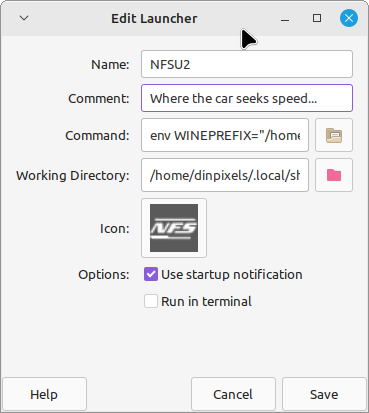 Edit Launcher
Name: NFSU2
Comment: Where the car seeks speed...
Command: env WINEPREFIX="/home
Working Directory: /home/dinpixels/.local/sh
Icon: NFS
Options: Use startup notification
Run in terminal
Help Cancel Save